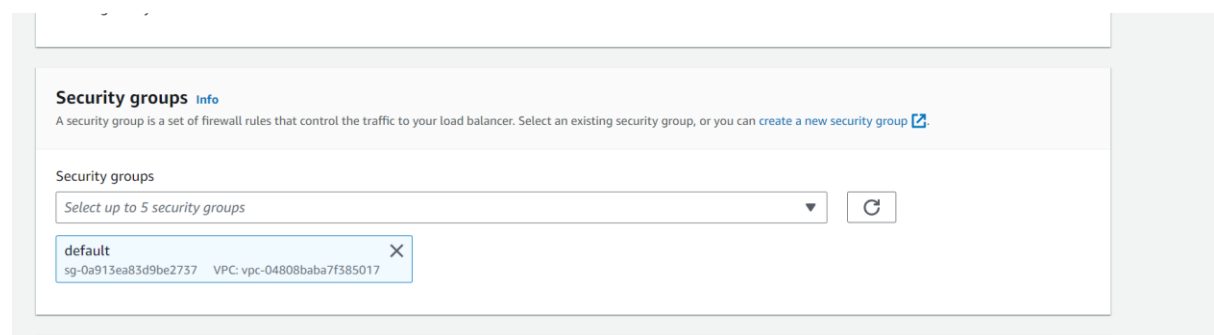 Security groups Info
A security group is a set of firewall rules that control the traffic to your load balancer. Select an existing security group, or you can create a new security group.
Security groups
Select up to 5 security groups
default
sg-0a913ea83d9be2737 VPC: vpc-04808baba7f385017